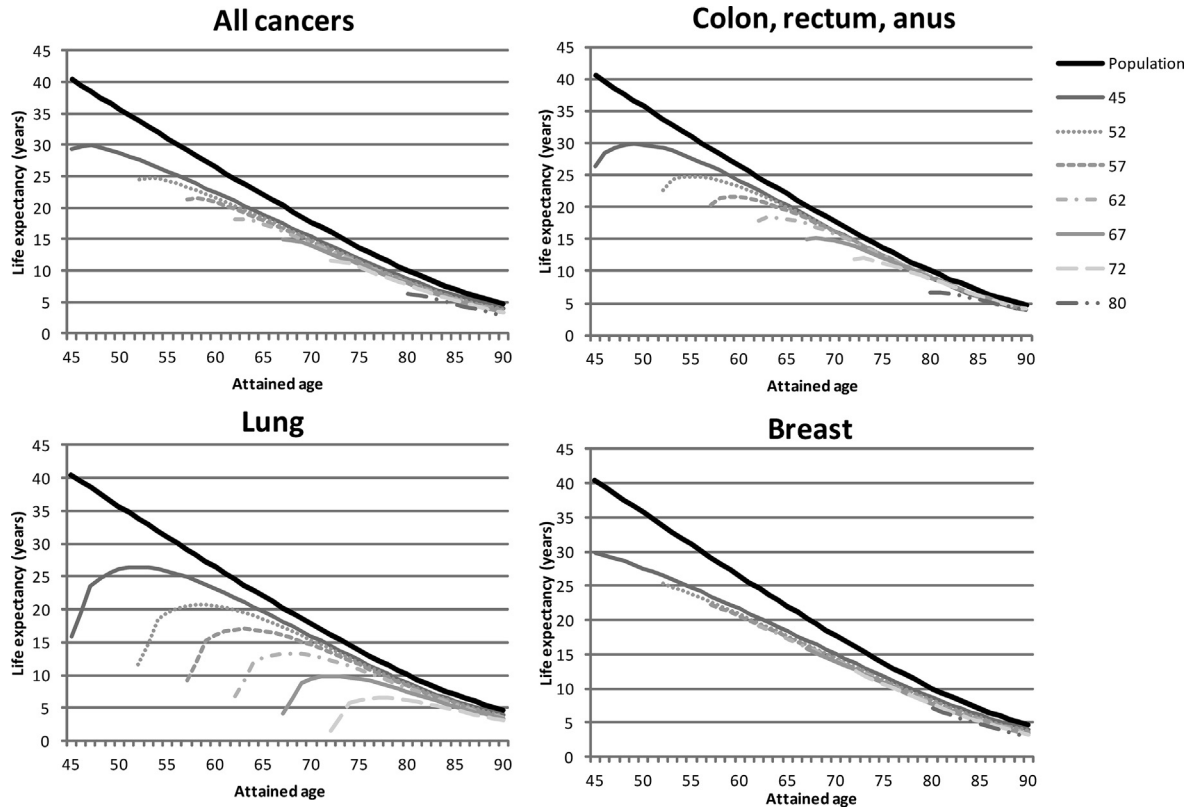 All cancers
45
40
35
30
25
20
15
10
5
0
Life expectancy (years)
45 50 55 60 65 70 75 80 85 90
Attained age
Colon, rectum, anus
45
40
35
30
25
20
15
10
5
0
Life expectancy (years)
45 50 55 60 65 70 75 80 85 90
Attained age
Population
45
52
57
62
67
72
80
Lung
45
40
35
30
25
20
15
10
5
0
Life expectancy (years)
45 50 55 60 65 70 75 80 85 90
Attained age
Breast
45
40
35
30
25
20
15
10
5
0
Life expectancy (years)
45 50 55 60 65 70 75 80 85 90
Attained age